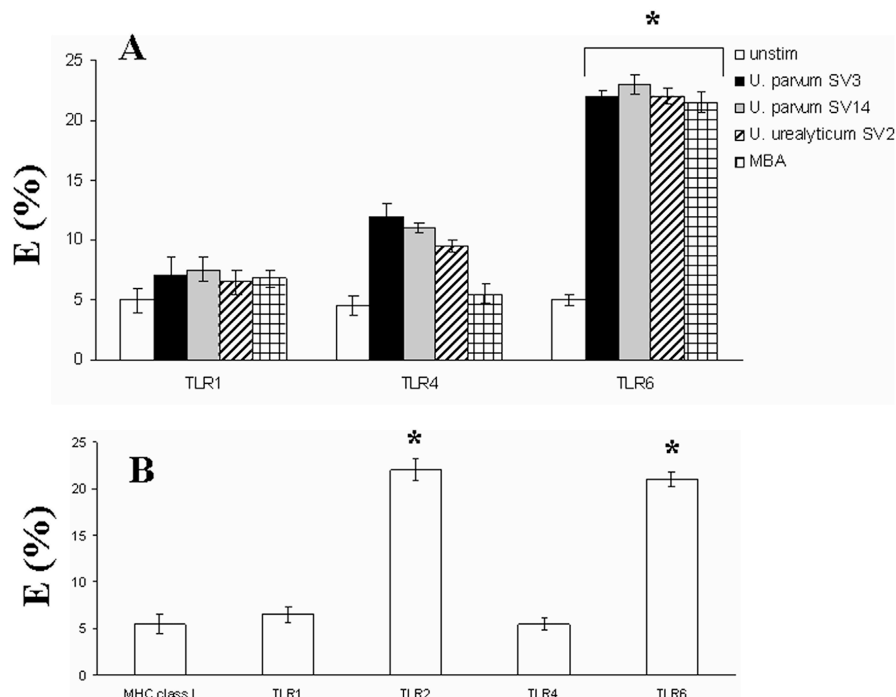 A
*
unstim
U. parvum SV3
U. parvum SV14
U. urealyticum SV2
MBA
E (%)
25
20
15
10
5
0
TLR1 TLR4 TLR6
B
* *
E (%)
25
20
15
10
5
0
MHC class I TLR1 TLR2 TLR4 TLR6